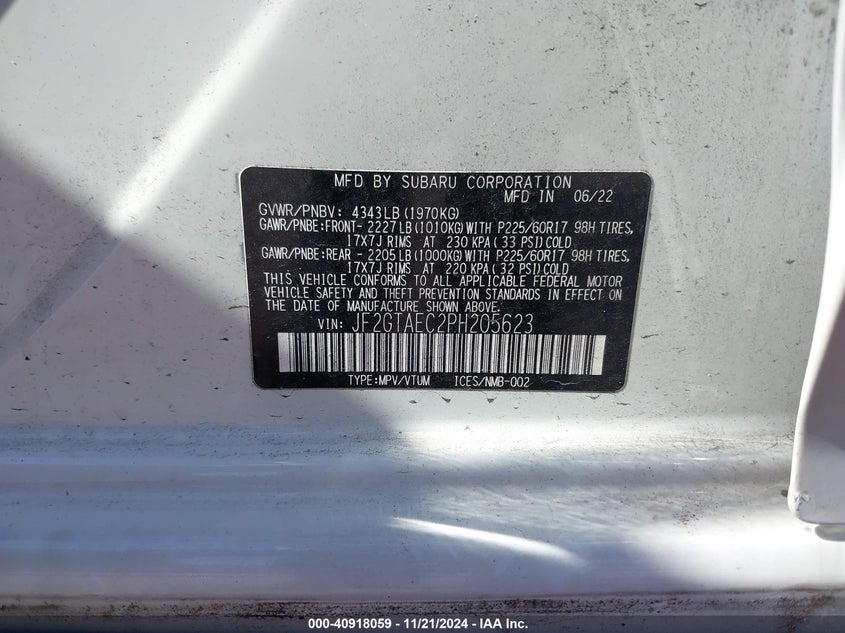 MFD BY SUBARU CORPORATION
MFD IN 06/22
GVWR/PNBV: 4343LB(1970KG)
GAWR/PNBE:FRONT- 2227LB(1010KG)WITH P225/60R17 98H TIRES,
17X7J RIMS AT 230 KPA(33 PSI)COLD
GAWR/PNBE:REAR - 2205LB(1000KG)WITH P225/60R17 98H TIRES,
17X7J RIMS AT 220 KPA(32 PSI)COLD
THIS VEHICLE CONFORMS TO ALL APPLICABLE FEDERAL MOTOR
VEHICLE SAFETY AND THEFT PREVENTION STANDARDS IN EFFECT ON
THE DATE OF MANUFACTURE SHOWN ABOVE.
VIN: JF2GTAEC2PH205623
TYPE:MPV/VTUM ICES/NMB-002
000-40918059 - 11/21/2024 - IAA Inc.